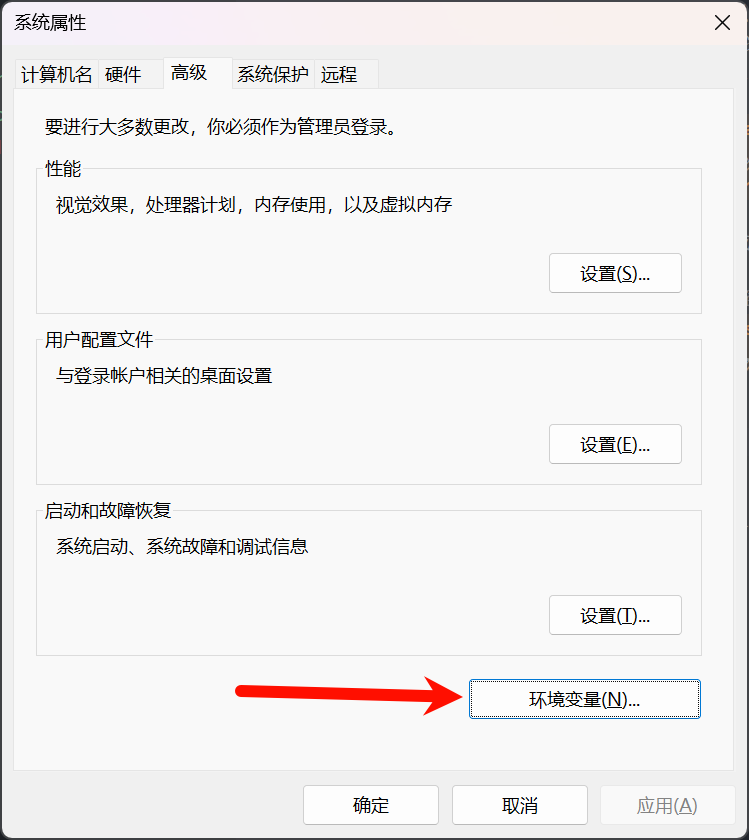 系统属性
计算机名 硬件 高级 系统保护 远程
要进行大多数更改，你必须作为管理员登录。
性能
视觉效果，处理器计划，内存使用，以及虚拟内存
设置(S)...
用户配置文件
与登录帐户相关的桌面设置
设置(E)...
启动和故障恢复
系统启动、系统故障和调试信息
设置(T)...
环境变量(N)...
确定 取消 应用(A)